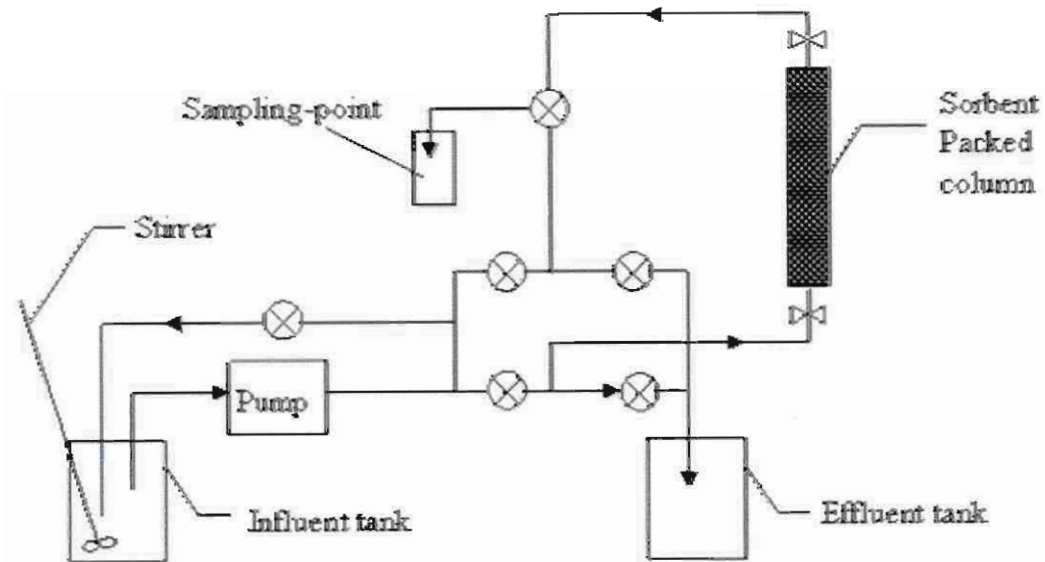 Sampling-point
Sorbent
Packed
column
Stirrer
Pump
Influent tank
Effluent tank